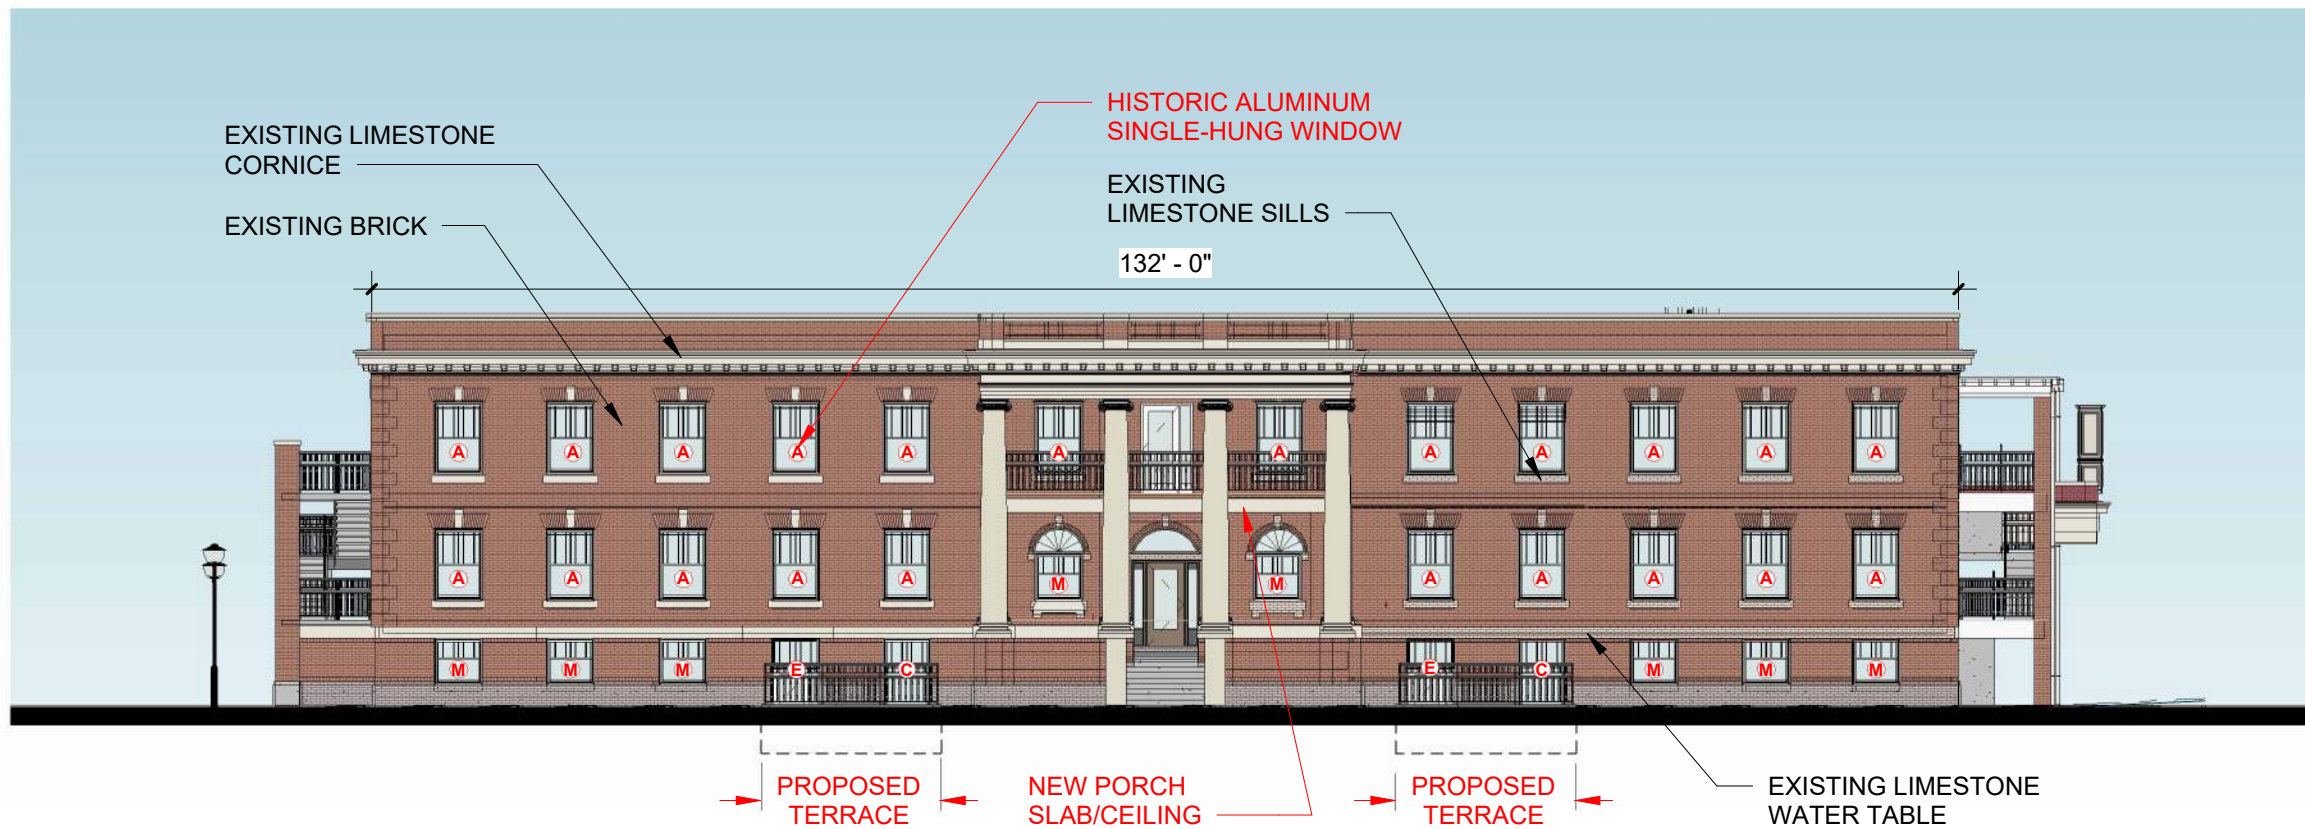 HISTORIC ALUMINUM
SINGLE-HUNG WINDOW
EXISTING LIMESTONE
CORNICE
EXISTING
LIMESTONE SILLS
EXISTING BRICK
132' - 0"
A A A A A A A A A A A A
A A A A A M M A A A A A
M M M E C E C M M M
PROPOSED
TERRACE
NEW PORCH
SLAB/CEILING
PROPOSED
TERRACE
EXISTING LIMESTONE
WATER TABLE